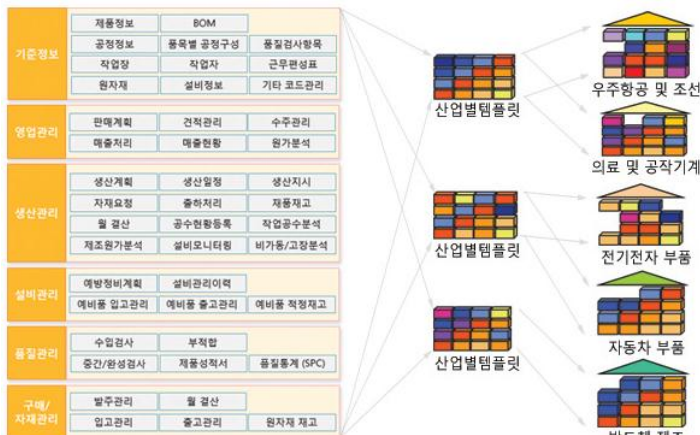 기준정보
제품정보 BOM
공정정보 품목별 공정구성 품질검사항목
작업장 작업자 근무편성표
원자재 설비정보 기타 코드관리
영업관리
판매계획 견적관리 수주관리
매출처리 매출현황 원가분석
생산관리
생산계획 생산일정 생산지시
자재요청 출하처리 재품재고
월 결산 공수현황등록 작업공수분석
제조원가분석 설비모니터링 비가동/고장분석
설비관리
예방정비계획 설비관리이력
예비품 입고관리 예비품 출고관리 예비품 적정재고
품질관리
수입검사 부적합
중간/완성검사 제품성적서 품질통계 (SPC)
구매/
자재관리
발주관리 월 결산
입고관리 출고관리 원자재 재고
산업별템플릿
산업별템플릿
산업별템플릿
우주항공 및 조선
의료 및 공작기계
전기전자 부품
자동차 부품
반도체 제조